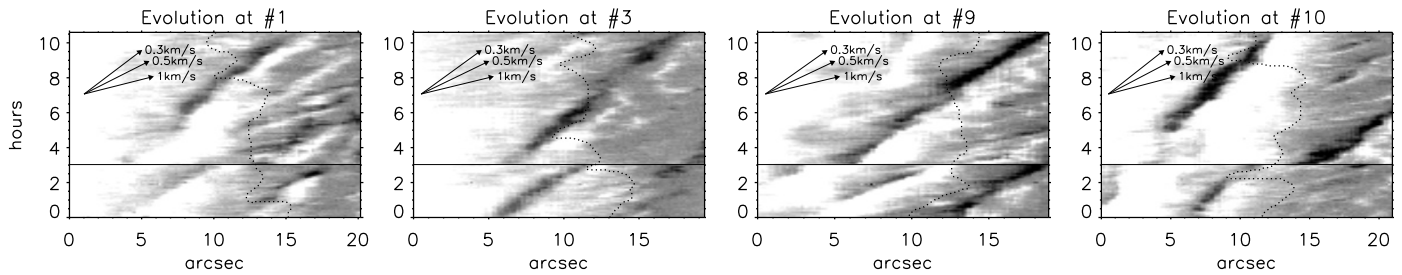 Evolution at #1
Evolution at #3
Evolution at #9
Evolution at #10
hours
10
8
6
4
2
0
0.3km/s
0.5km/s
1km/s
0 5 10 15 20
arcsec
10
8
6
4
2
0
0.3km/s
0.5km/s
1km/s
0 5 10 15
arcsec
10
8
6
4
2
0
0.3km/s
0.5km/s
1km/s
0 5 10 15
arcsec
10
8
6
4
2
0
0.3km/s
0.5km/s
1km/s
0 5 10 15 20
arcsec